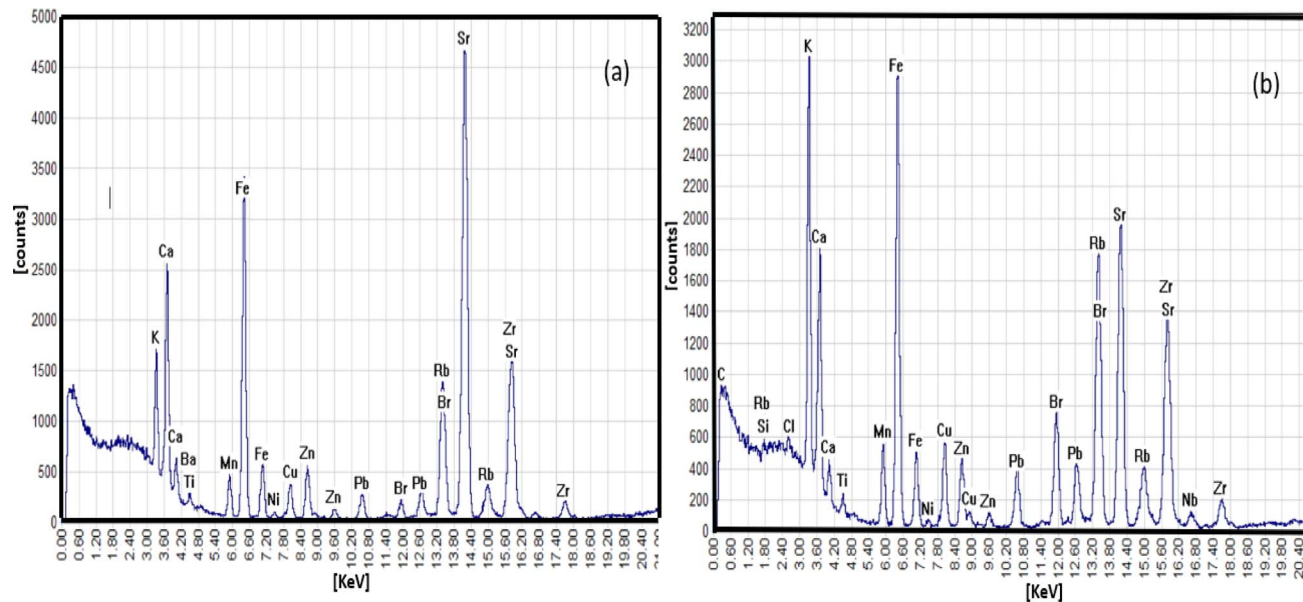 5000
4500
4000
3500
3000
2500
2000
1500
1000
500
0
[counts]
(a)
K
Ca
Ca
Ba
Ti
Mn
Fe
Fe
Ni
Cu
Zn
Zn
Pb
Br
Pb
Rb
Br
Sr
Rb
Zr
Sr
Zr
0.00 0.60 1.20 1.80 2.40 3.00 3.60 4.20 4.80 5.40 6.00 6.60 7.20 7.80 8.40 9.00 9.60 10.20 10.80 11.40 12.00 12.60 13.20 13.80 14.40 15.00 15.60 16.20 16.80 17.40 18.00 18.60 19.20 19.80 20.40
[KeV]
3200
3000
2800
2600
2400
2200
2000
1800
1600
1400
1200
1000
800
600
400
200
0
[counts]
(b)
C
Rb
Si
Cl
K
Ca
Ca
Ti
Mn
Fe
Fe
Ni
Cu
Zn
Cu
Zn
Pb
Br
Pb
Rb
Br
Sr
Rb
Zr
Sr
Nb
Zr
0.00 0.60 1.20 1.80 2.40 3.00 3.60 4.20 4.80 5.40 6.00 6.60 7.20 7.80 8.40 9.00 9.60 10.20 10.80 11.40 12.00 12.60 13.20 13.80 14.40 15.00 15.60 16.20 16.80 17.40 18.00 18.60 19.20 19.80 20.40
[KeV]